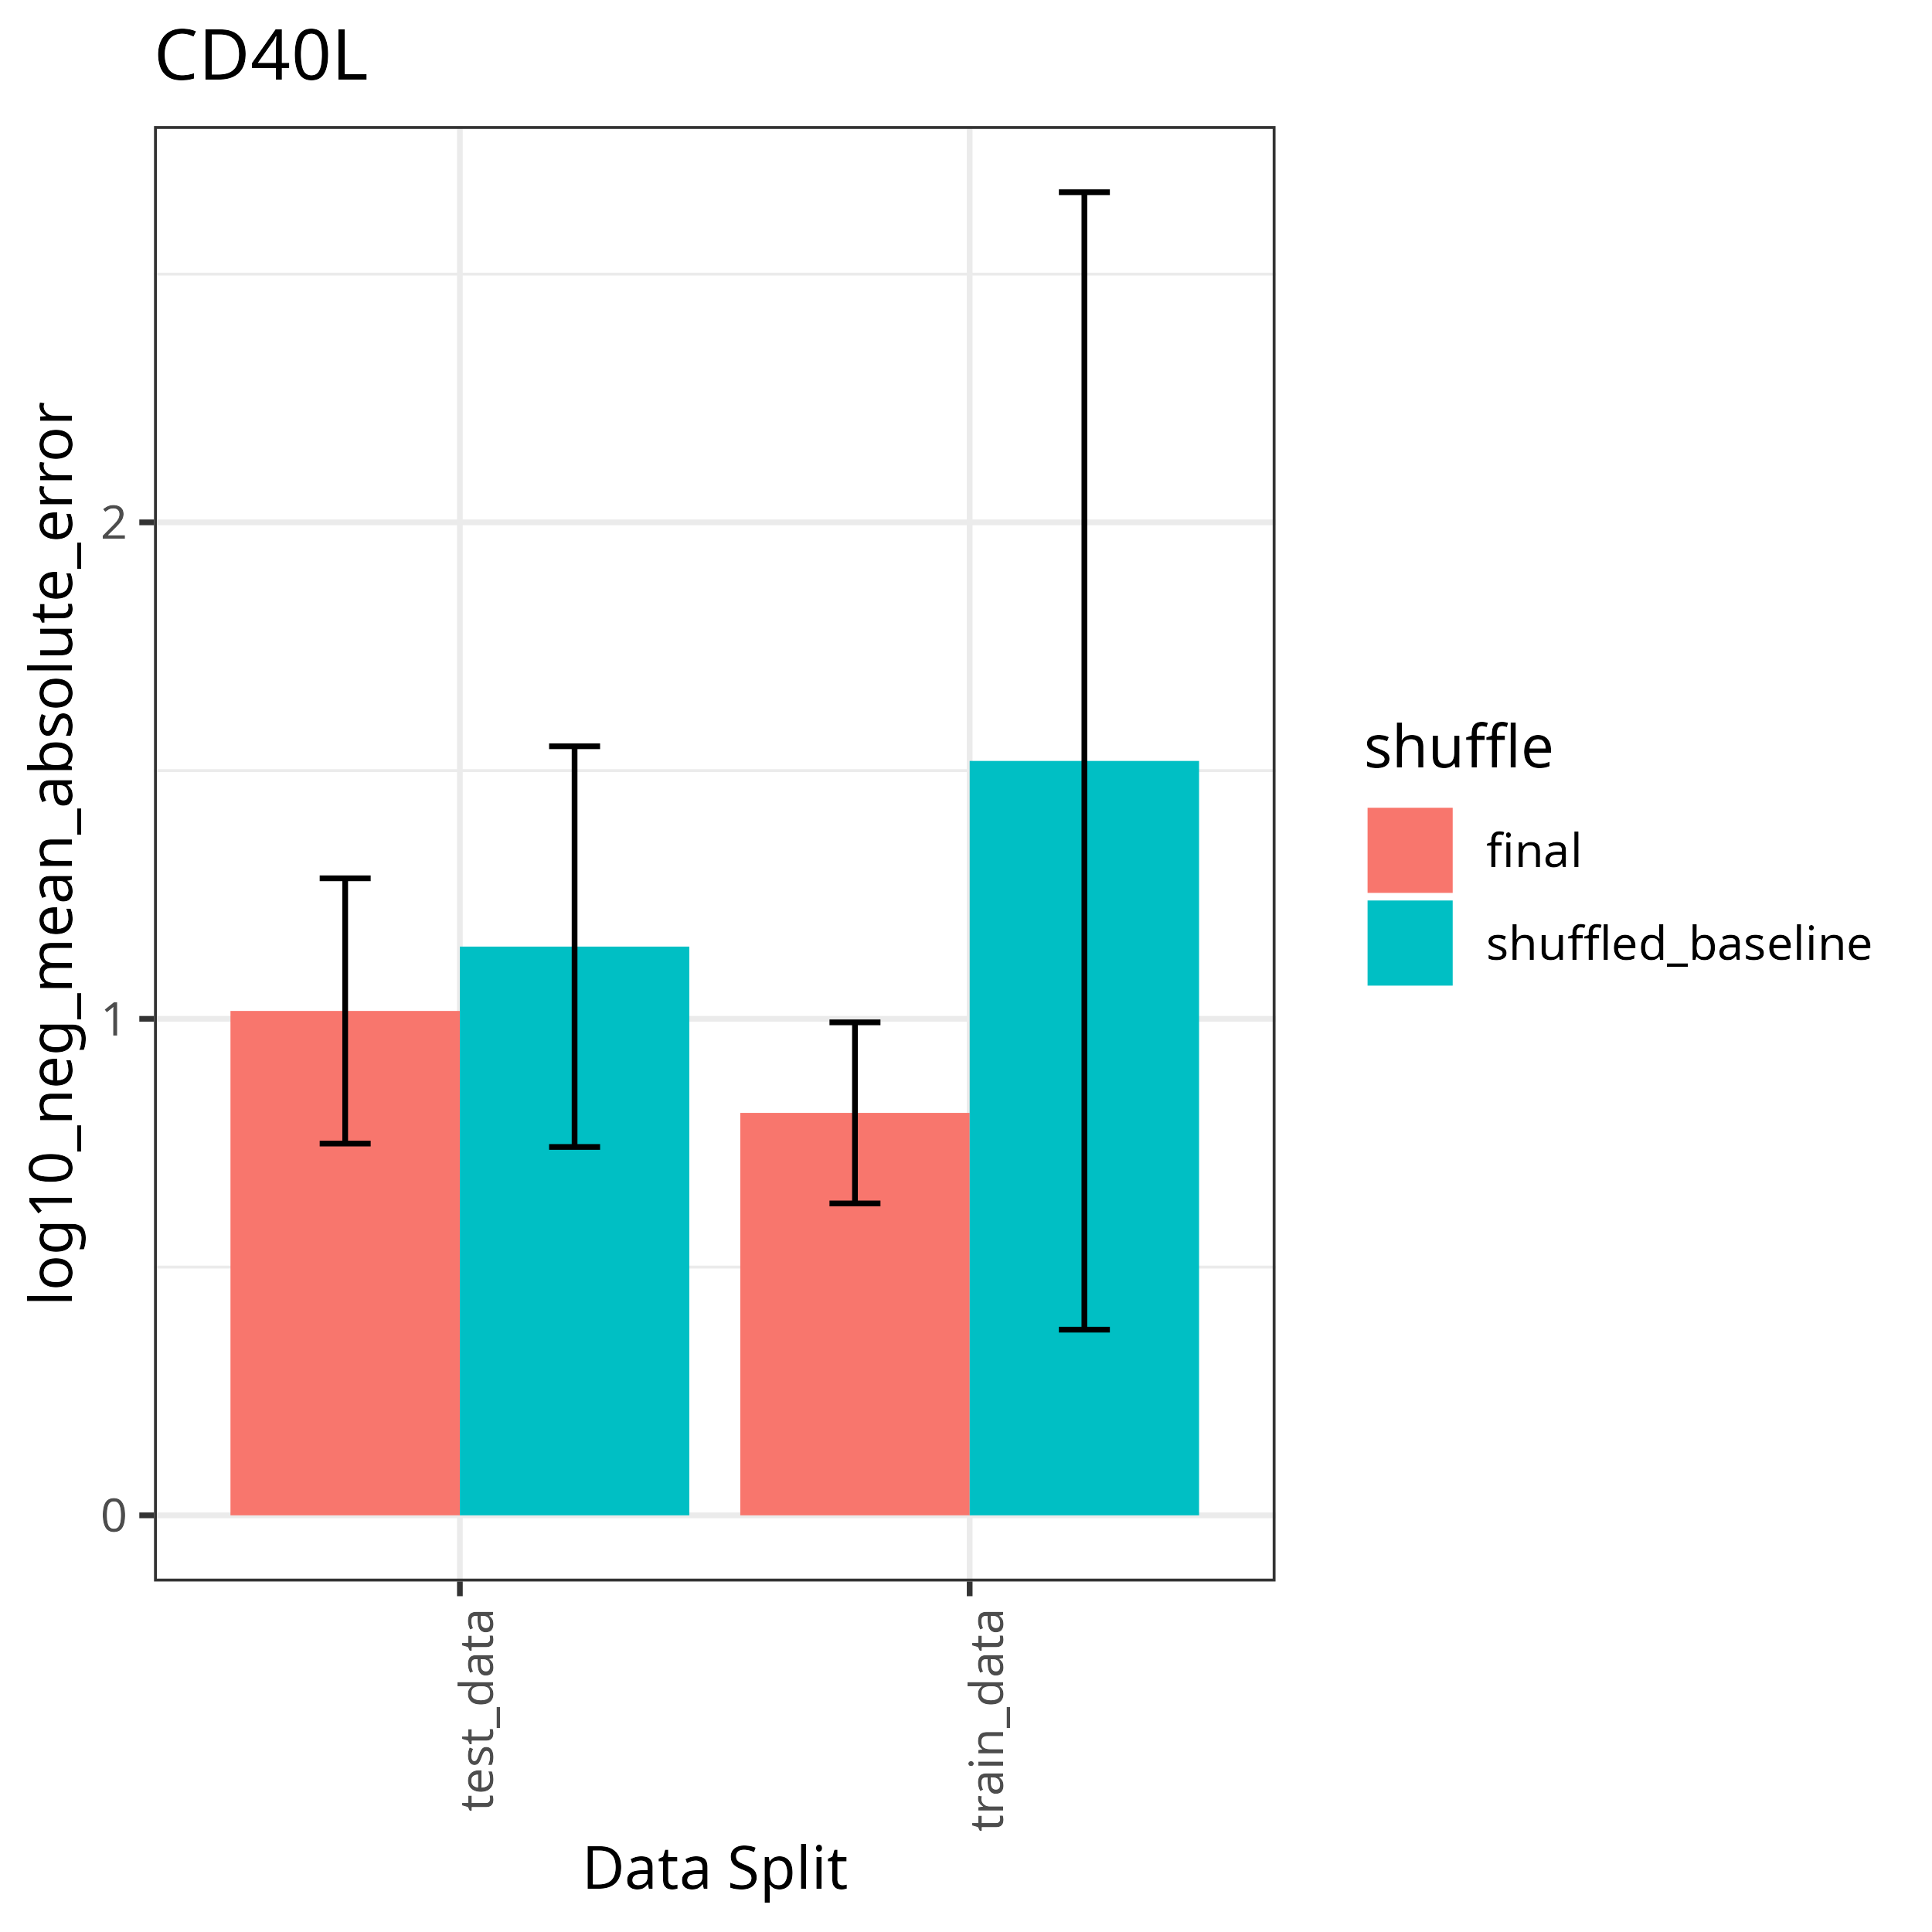 CD40L
log10_neg_mean_absolute_error
2
1
0
test_data
train_data
Data Split
shuffle
final
shuffled_baseline